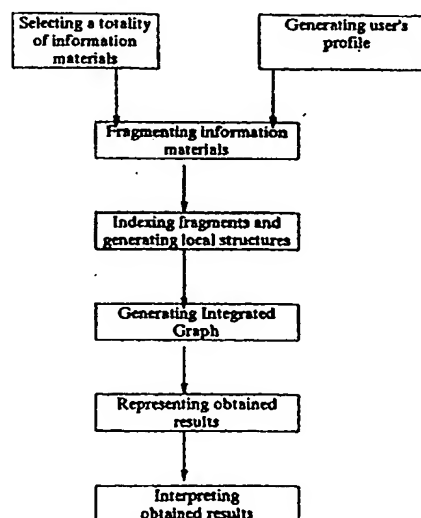 Selecting a totality
of information
materials
Generating user's
profile
Fragmenting information
materials
Indexing fragments and
generating local structures
Generating Integrated
Graph
Representing obtained
results
Interpreting
obtained results